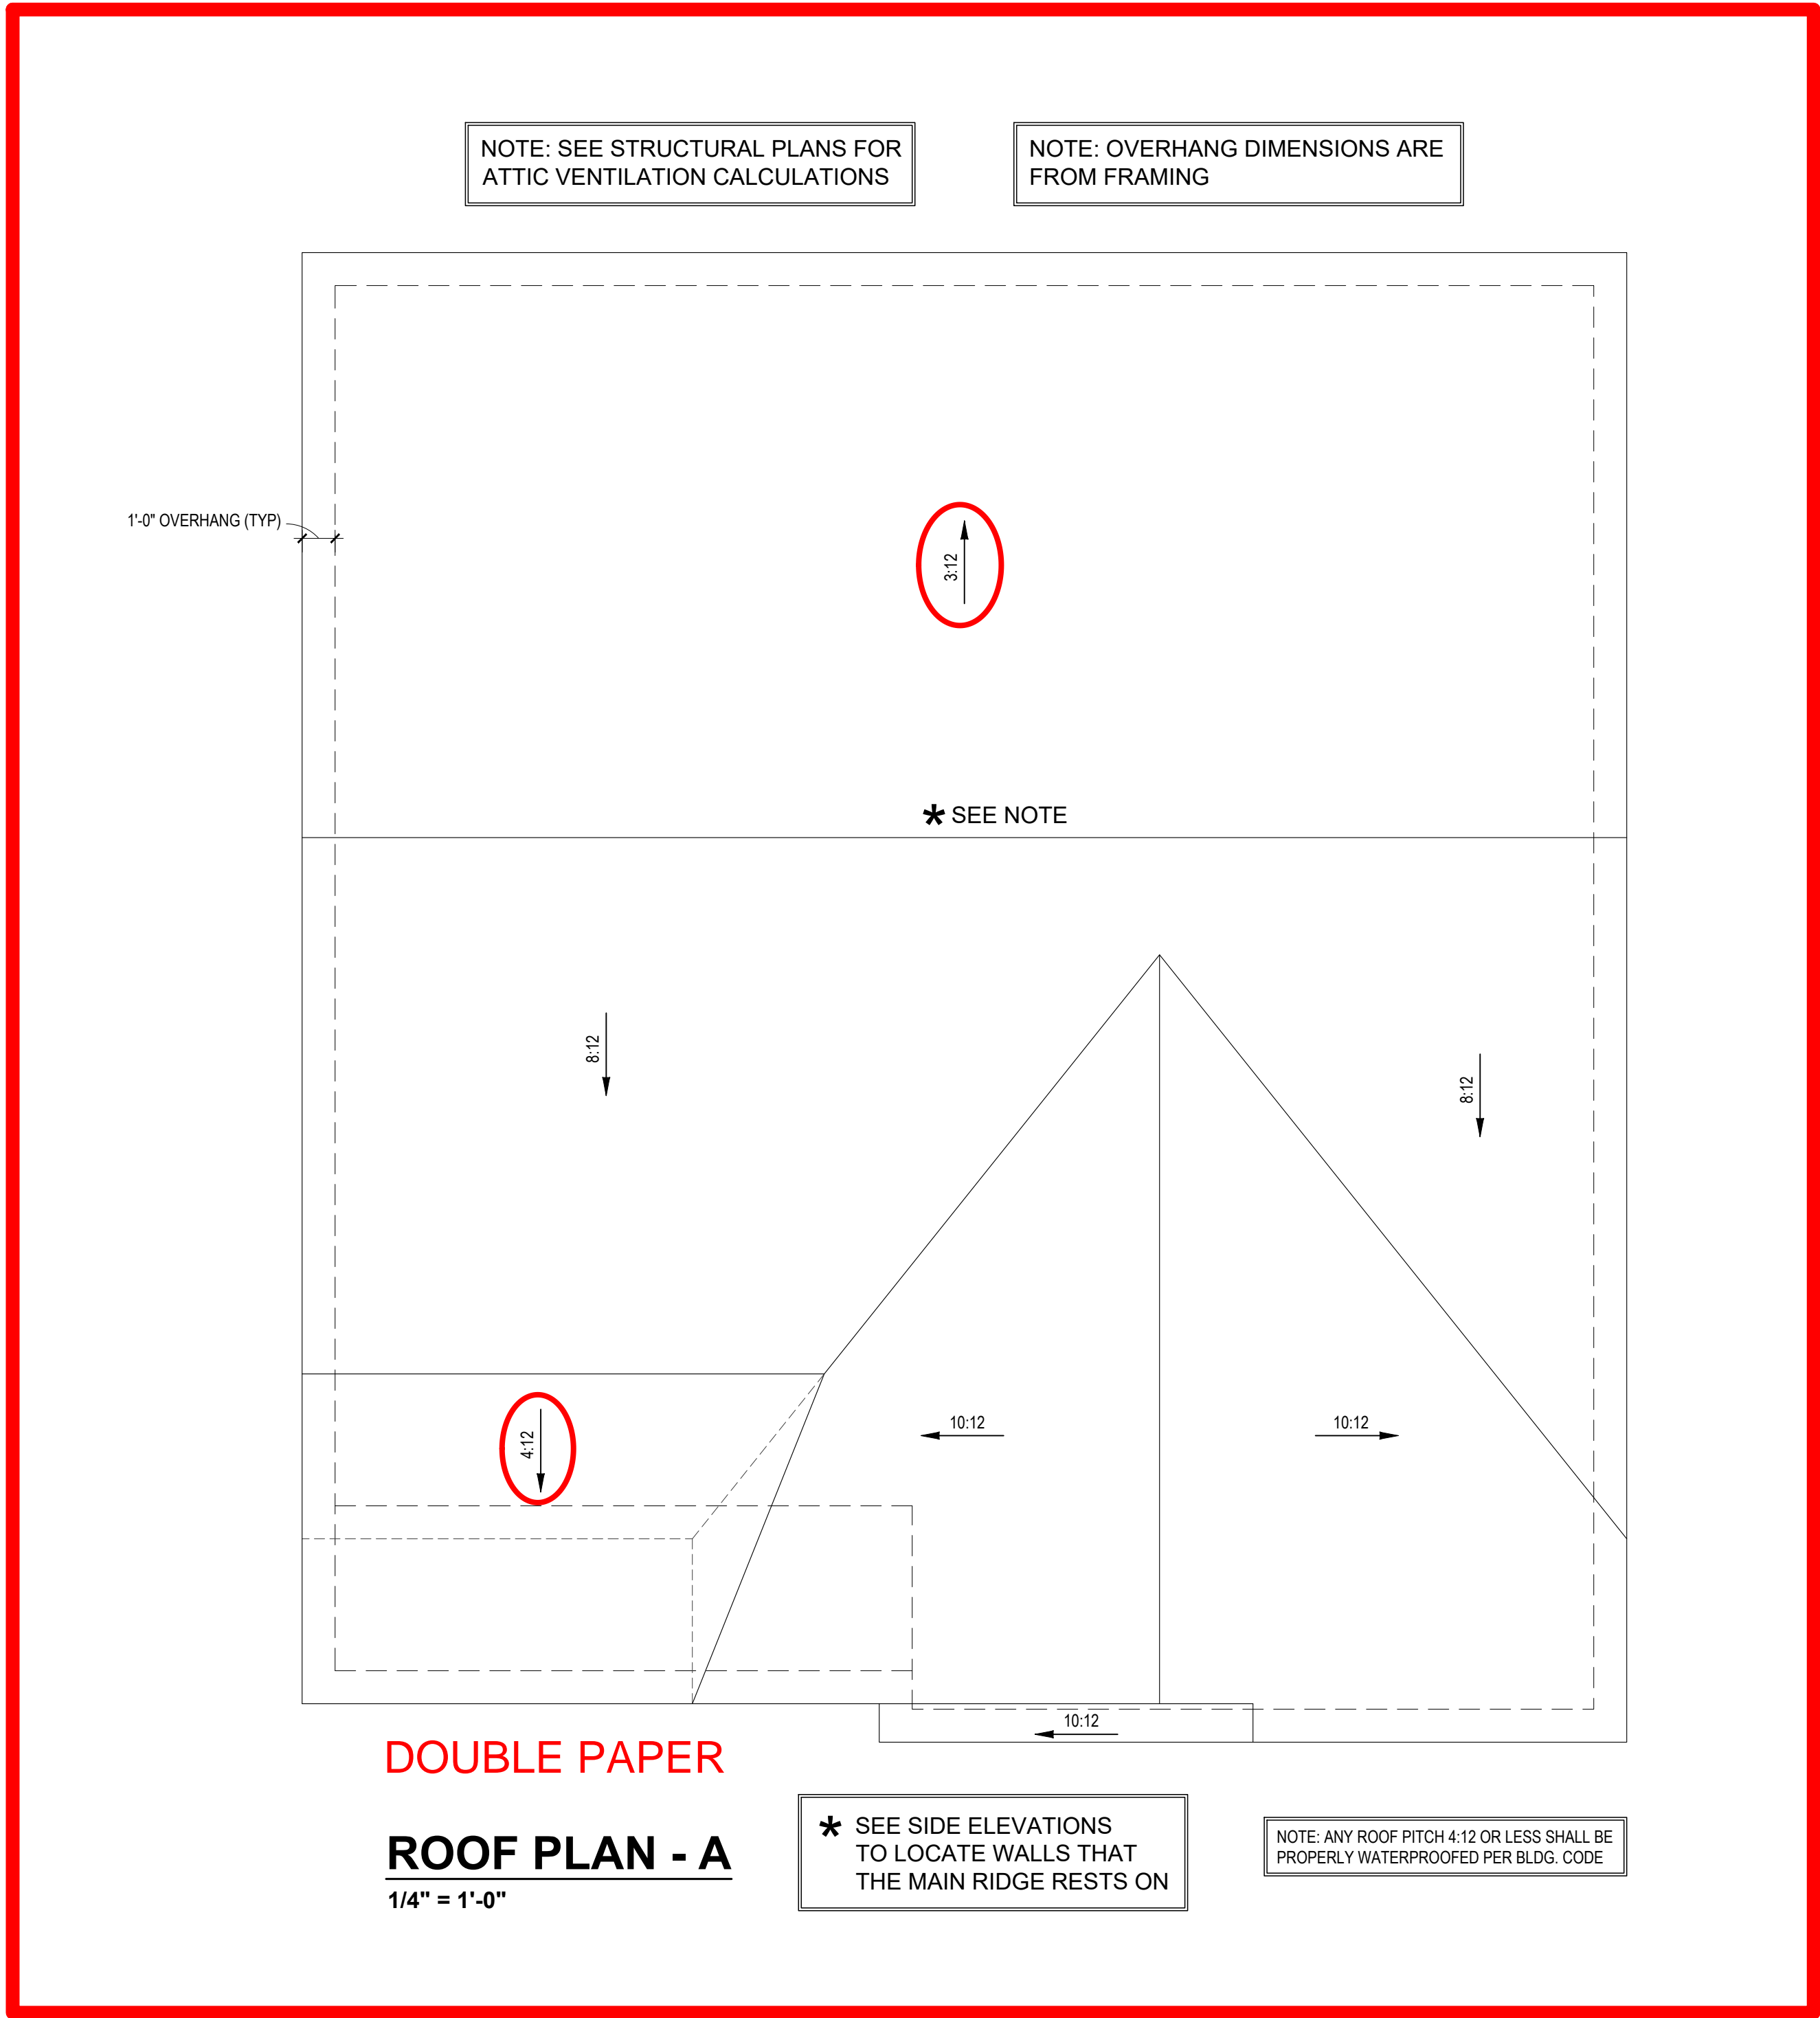 NOTE: SEE STRUCTURAL PLANS FOR
ATTIC VENTILATION CALCULATIONS
NOTE: OVERHANG DIMENSIONS ARE
FROM FRAMING
1'-0" OVERHANG (TYP)
3:12
* SEE NOTE
8:12
8:12
4:12
10:12
10:12
10:12
DOUBLE PAPER
ROOF PLAN - A
1/4" = 1'-0"
* SEE SIDE ELEVATIONS
TO LOCATE WALLS THAT
THE MAIN RIDGE RESTS ON
NOTE: ANY ROOF PITCH 4:12 OR LESS SHALL BE
PROPERLY WATERPROOFED PER BLDG. CODE